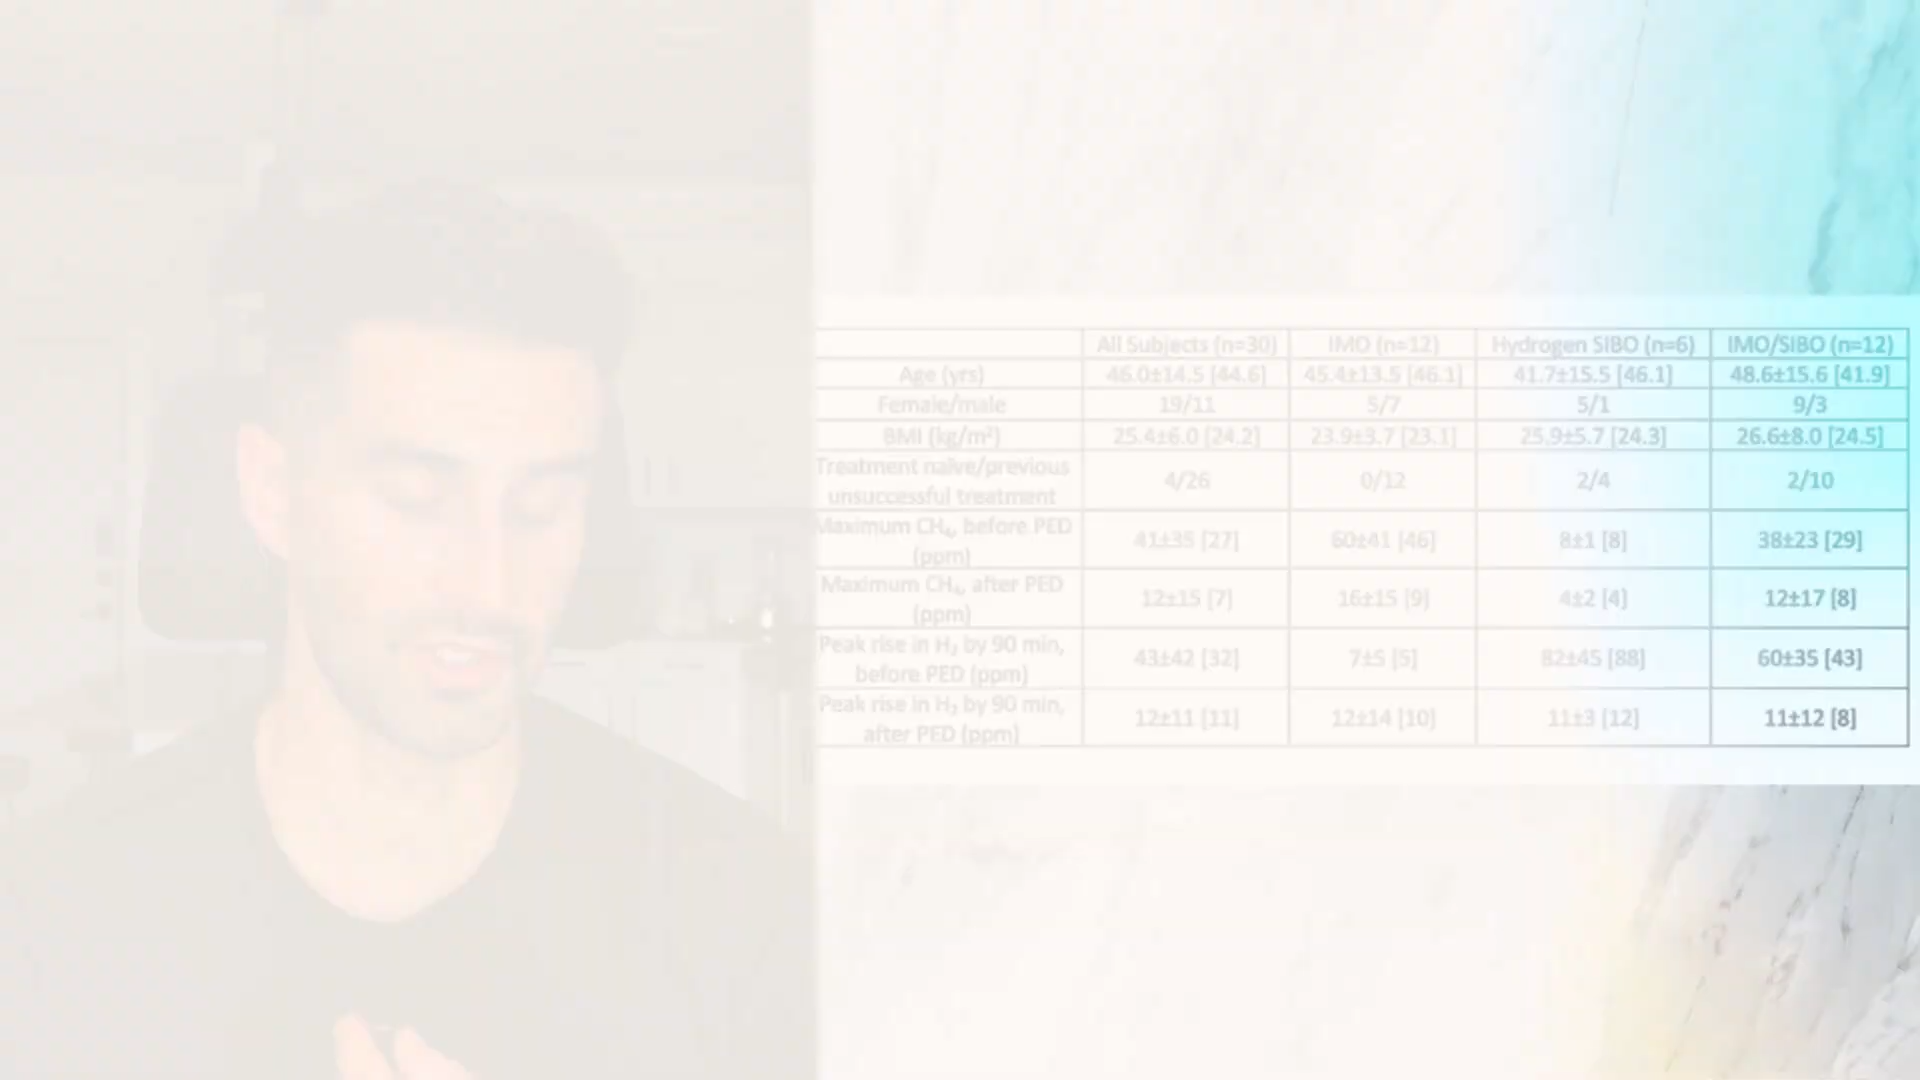 All Subjects (n=30) IMO (n=12) Hydrogen SIBO (n=6) IMO/SIBO (n=12)
Age (yrs) 46.0±14.5 [44.6] 45.4±13.5 [46.1] 41.7±15.5 [46.1] 48.6±15.6 [41.9]
Female/male 19/11 5/7 5/1 9/3
BMI (kg/m²) 25.4±6.0 [24.2] 23.9±3.7 [23.1] 25.9±5.7 [24.3] 26.6±8.0 [24.5]
Treatment naïve/previous
unsuccessful treatment 4/26 0/12 2/4 2/10
Maximum CH₄, before PED
(ppm) 41±35 [27] 60±41 [46] 8±1 [8] 38±23 [29]
Maximum CH₄, after PED
(ppm) 12±15 [7] 16±15 [9] 4±2 [4] 12±17 [8]
Peak rise in H₂ by 90 min,
before PED (ppm) 43±42 [32] 7±5 [5] 82±45 [88] 60±35 [43]
Peak rise in H₂ by 90 min,
after PED (ppm) 12±11 [11] 12±14 [10] 11±3 [12] 11±12 [8]